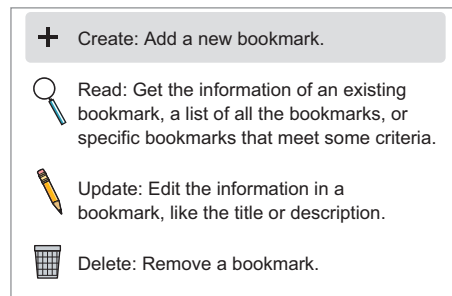 Create: Add a new bookmark.
Read: Get the information of an existing
bookmark, a list of all the bookmarks, or
specific bookmarks that meet some criteria.
Update: Edit the information in a
bookmark, like the title or description.
Delete: Remove a bookmark.